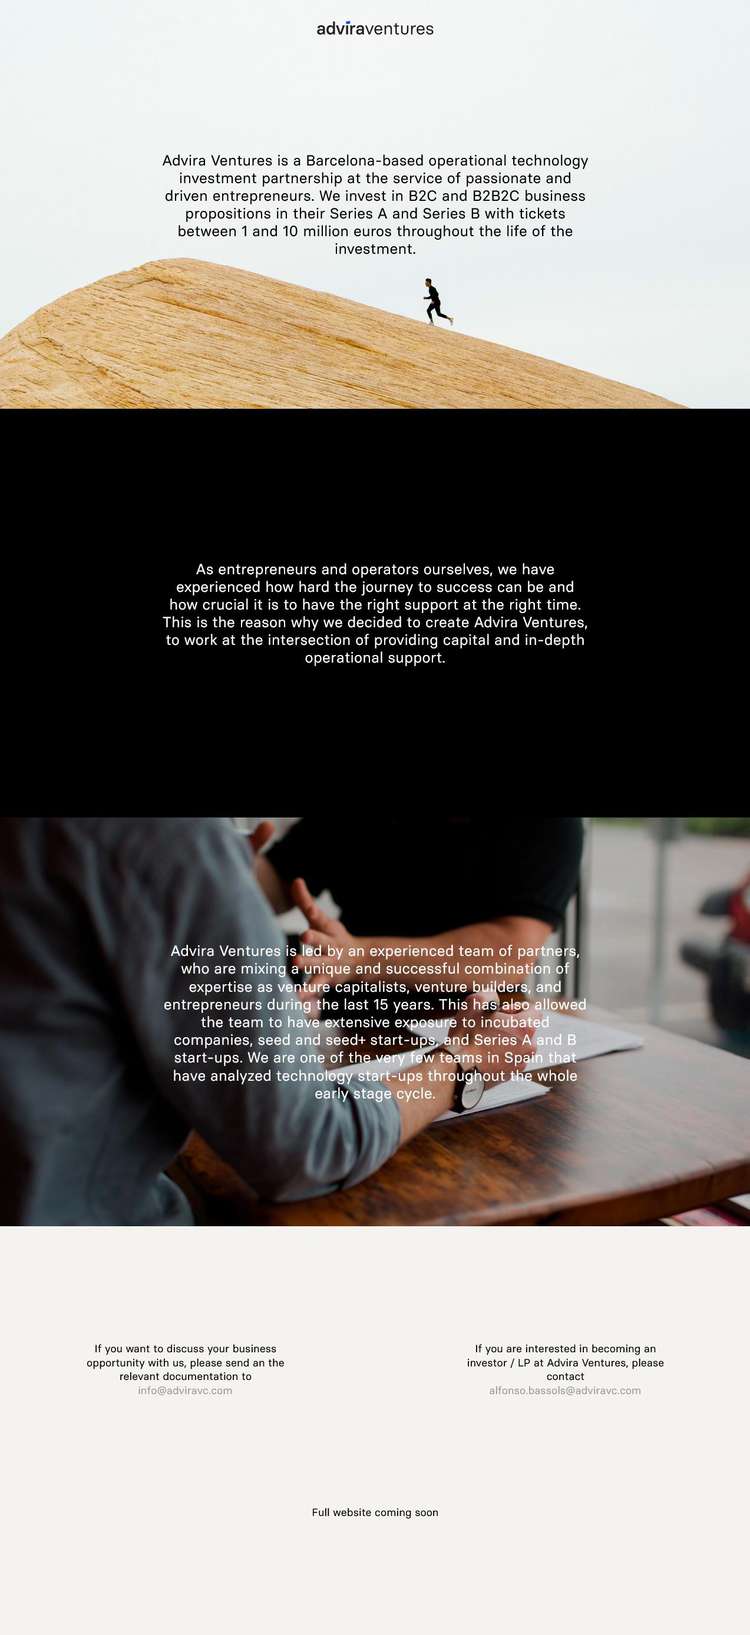 adviraventures
Advira Ventures is a Barcelona-based operational technology
investment partnership at the service of passionate and
driven entrepreneurs. We invest in B2C and B2B2C business
propositions in their Series A and Series B with tickets
between 1 and 10 million euros throughout the life of the
investment.
As entrepreneurs and operators ourselves, we have
experienced how hard the journey to success can be and
how crucial it is to have the right support at the right time.
This is the reason why we decided to create Advira Ventures,
to work at the intersection of providing capital and in-depth
operational support.
Advira Ventures is led by an experienced team of partners,
who are mixing a unique and successful combination of
expertise as venture capitalists, venture builders, and
entrepreneurs during the last 15 years. This has also allowed
the team to have extensive exposure to incubated
companies, seed and seed+ start-ups, and Series A and B
start-ups. We are one of the very few teams in Spain that
have analyzed technology start-ups throughout the whole
early stage cycle.
If you want to discuss your business
opportunity with us, please send an the
relevant documentation to
info@adviravc.com
If you are interested in becoming an
investor / LP at Advira Ventures, please
contact
alfonso.bassols@adviravc.com
Full website coming soon